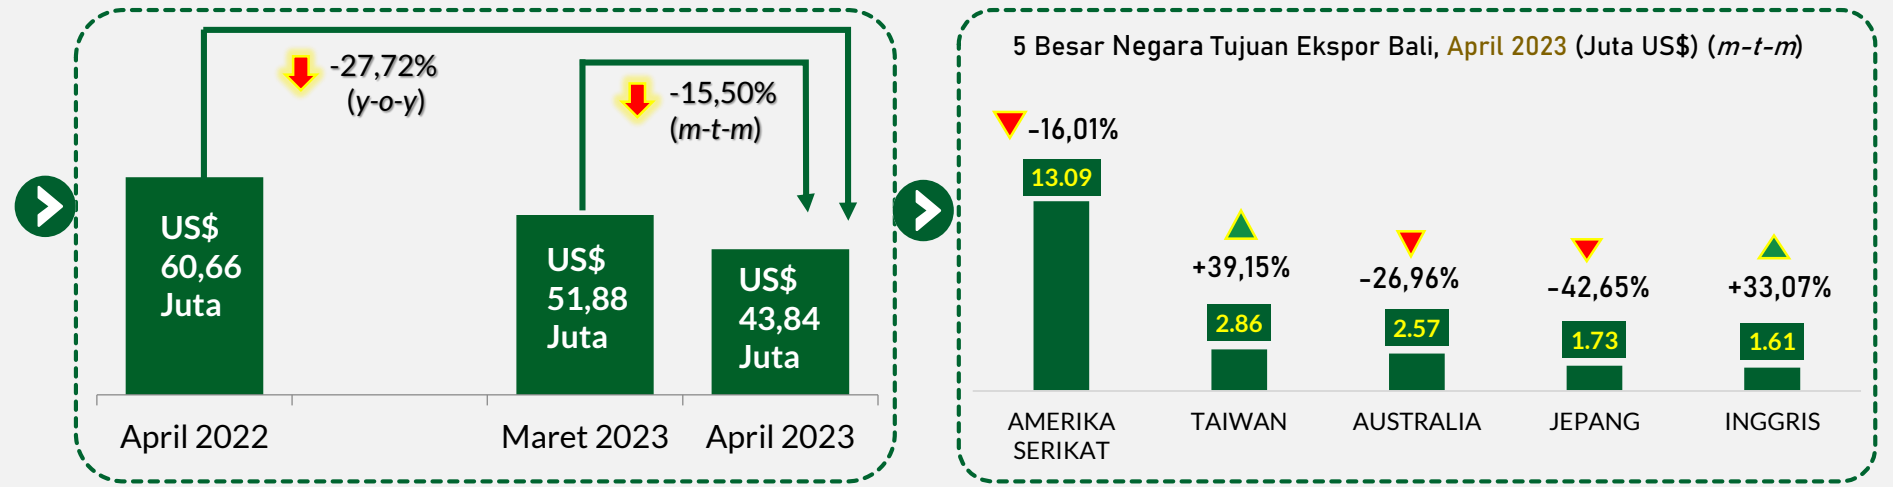 -27,72%
(y-o-y)
-15,50%
(m-t-m)
US$
60,66
Juta
US$
51,88
Juta
US$
43,84
Juta
April 2022
Maret 2023
April 2023
5 Besar Negara Tujuan Ekspor Bali, April 2023 (Juta US$) (m-t-m)
-16,01%
13.09
+39,15%
2.86
-26,96%
2.57
-42,65%
1.73
+33,07%
1.61
AMERIKA
SERIKAT
TAIWAN
AUSTRALIA
JEPANG
INGGRIS